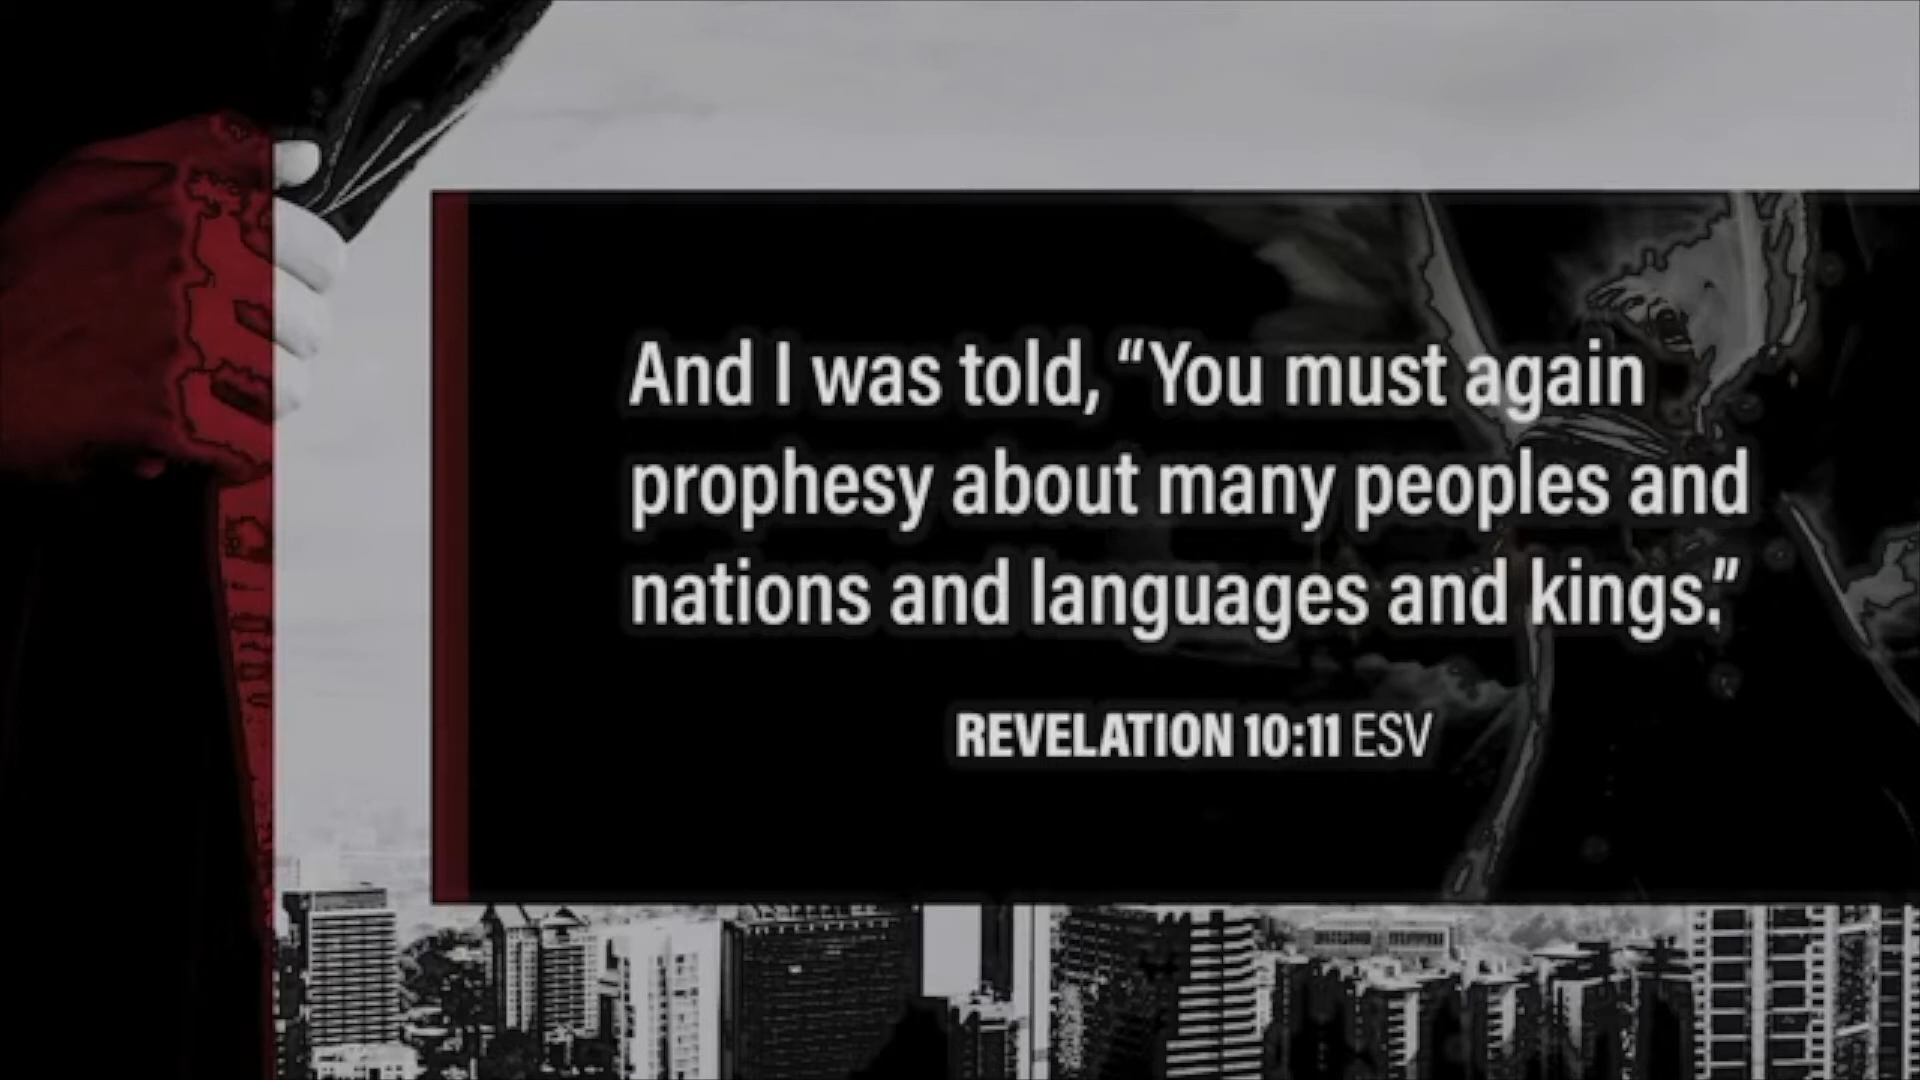 And I was told, “You must again
prophesy about many peoples and
nations and languages and kings.”
REVELATION 10:11 ESV